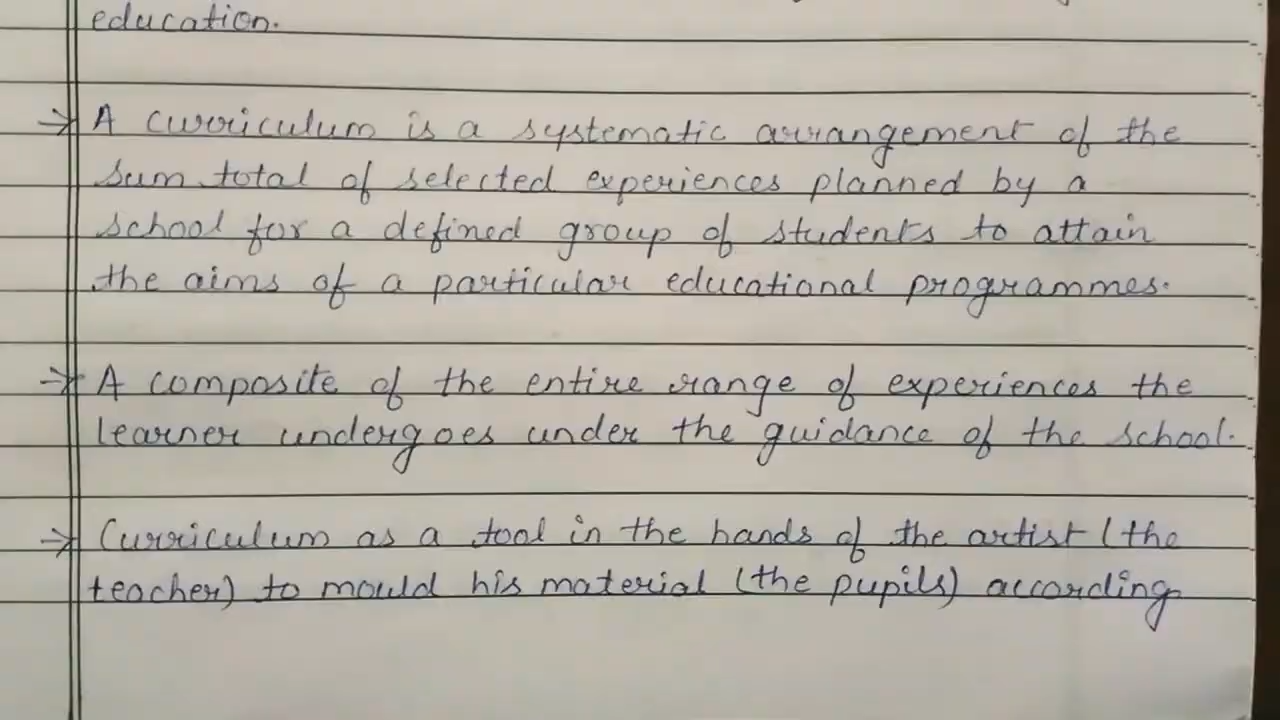 education.
→ A curriculum is a systematic arrangement of the
sum total of selected experiences planned by a
school for a defined group of students to attain
the aims of a particular educational programmes.
→ A composite of the entire range of experiences the
learner undergoes under the guidance of the school.
→ Curriculum as a tool in the hands of the artist (the
teacher) to mould his material (the pupils) according